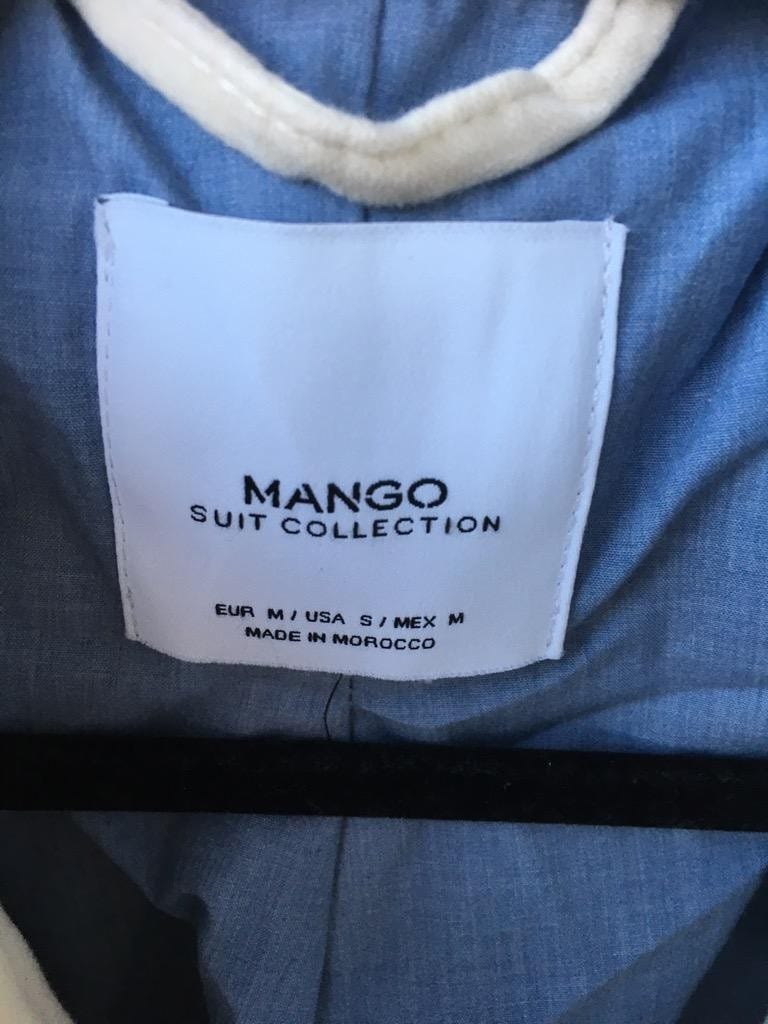 MANGO
SUIT COLLECTION
EUR M / USA S / MEX M
MADE IN MOROCCO